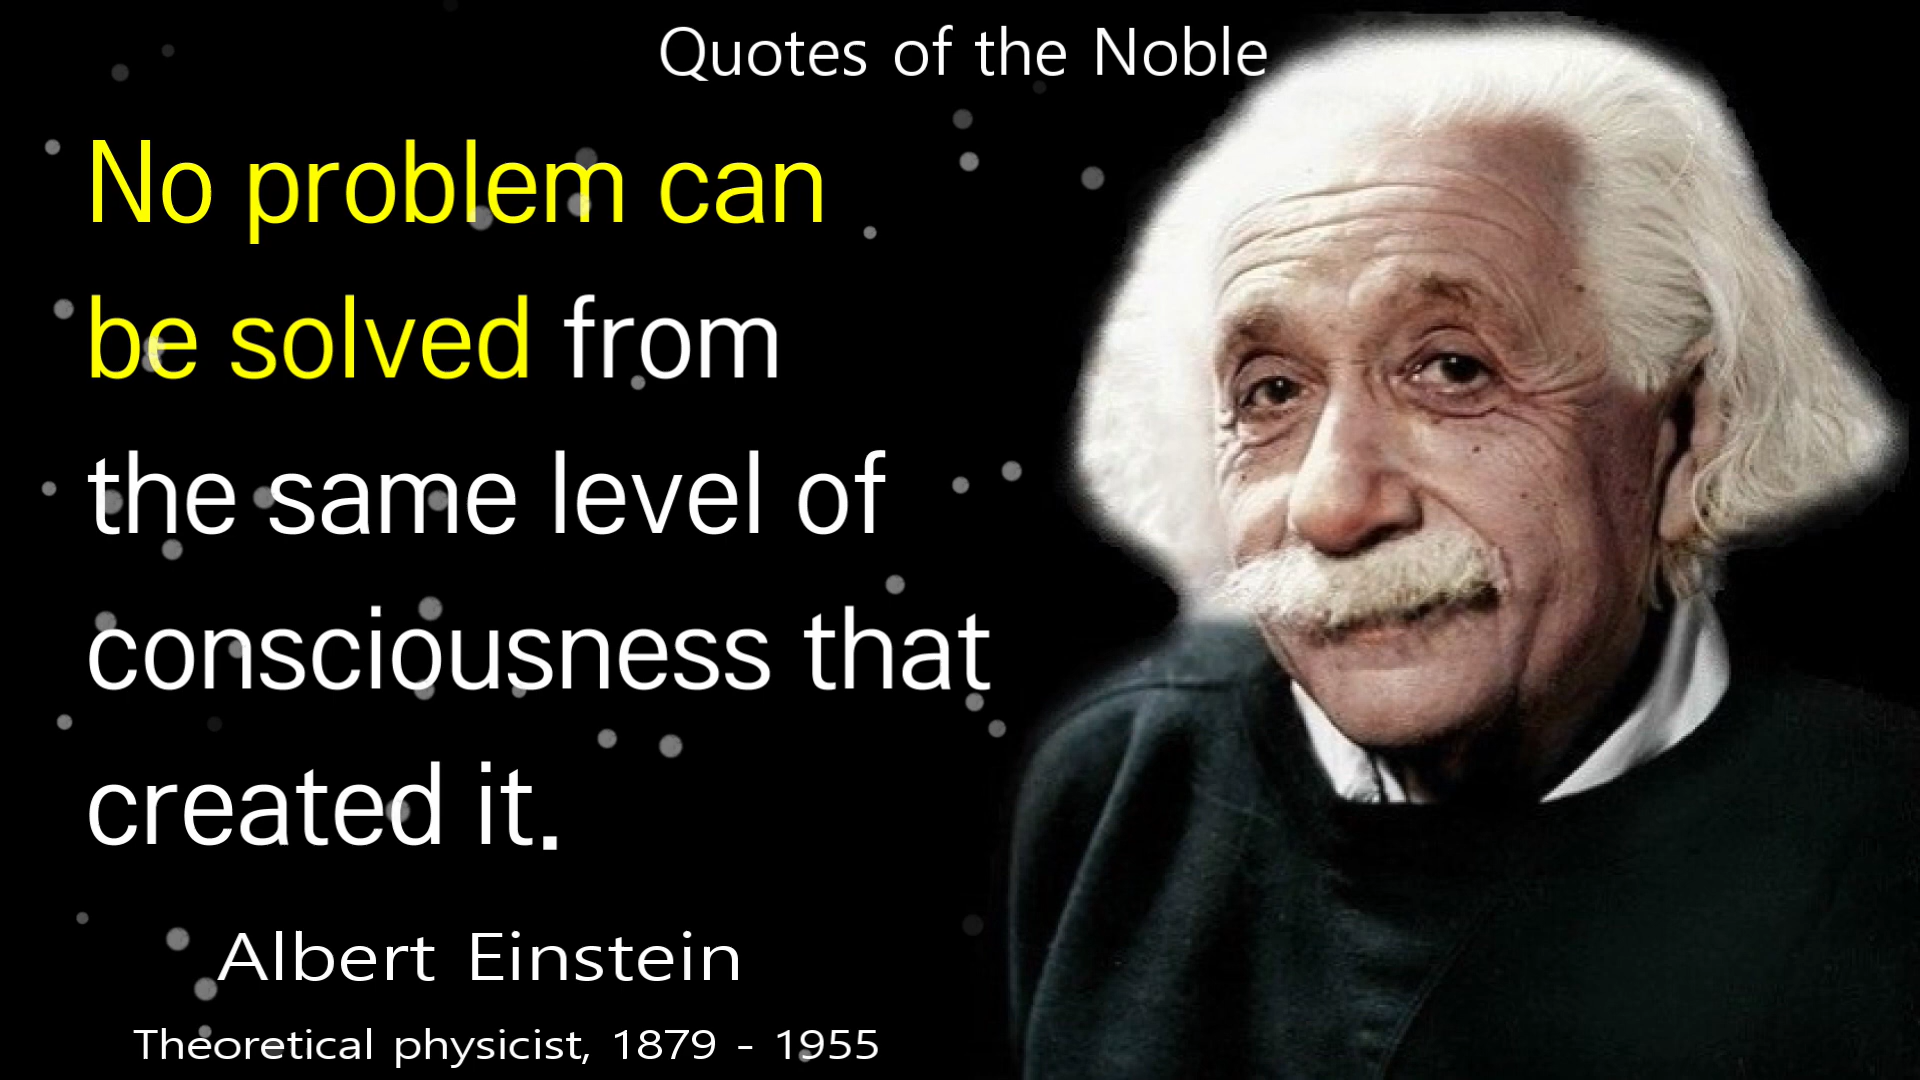 Quotes of the Noble
No problem can
be solved from
the same level of
consciousness that
created it.
Albert Einstein
Theoretical physicist, 1879 - 1955